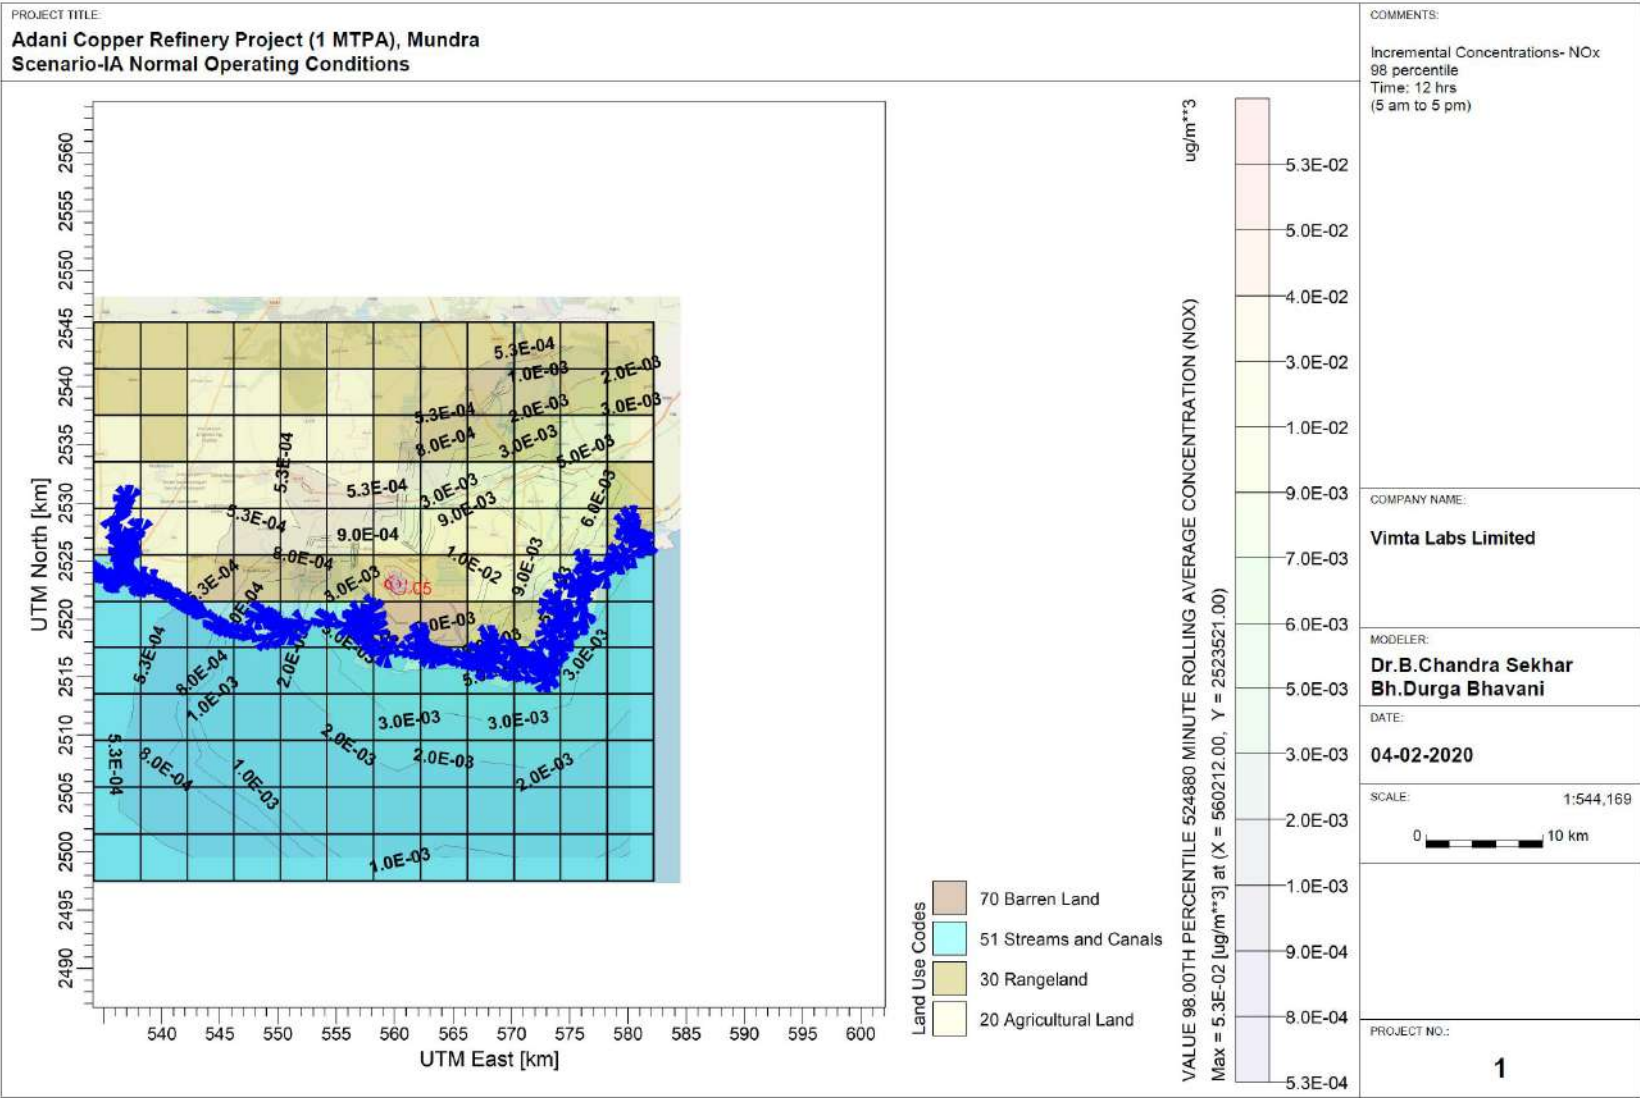 PROJECT TITLE:
Adani Copper Refinery Project (1 MTPA), Mundra
Scenario-IA Normal Operating Conditions
COMMENTS:
Incremental Concentrations- NOx
98 percentile
Time: 12 hrs
(5 am to 5 pm)
COMPANY NAME:
Vimta Labs Limited
MODELER:
Dr.B.Chandra Sekhar
Bh.Durga Bhavani
DATE:
04-02-2020
SCALE:
1:544,169
0
10 km
PROJECT NO.:
1
UTM North [km]
2560
2555
2550
2545
2540
2535
2530
2525
2520
2515
2510
2505
2500
2495
2490
540
545
550
555
560
565
570
575
580
585
590
595
600
UTM East [km]
5.3E-04
1.0E-03
2.0E-03
5.3E-04
2.0E-03
3.0E-03
8.0E-04
3.0E-03
5.0E-03
5.3E-04
5.3E-04
3.0E-03
9.0E-03
6.0E-03
5.3E-04
9.0E-04
8.0E-04
1.0E-02
9.0E-03
3.0E-03
5.3E-04
8.0E-04
2.0E-03
3.0E-03
1.0E-03
3.0E-03
3.0E-03
5.3E-04
8.0E-04
1.0E-03
2.0E-03
2.0E-03
2.0E-03
1.0E-03
Land Use Codes
70 Barren Land
51 Streams and Canals
30 Rangeland
20 Agricultural Land
VALUE 98.00TH PERCENTILE 524880 MINUTE ROLLING AVERAGE CONCENTRATION (NOX)
ug/m**3
Max = 5.3E-02 [ug/m**3] at (X = 560212.00, Y = 2523521.00)
5.3E-02
5.0E-02
4.0E-02
3.0E-02
1.0E-02
9.0E-03
7.0E-03
6.0E-03
5.0E-03
3.0E-03
2.0E-03
1.0E-03
9.0E-04
8.0E-04
5.3E-04